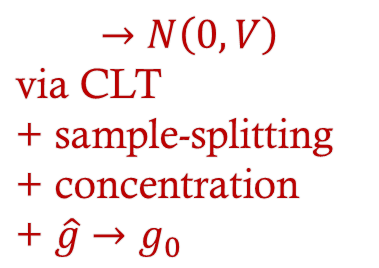 → N(0, V)
via CLT
+ sample-splitting
+ concentration
+ ĝ → g₀